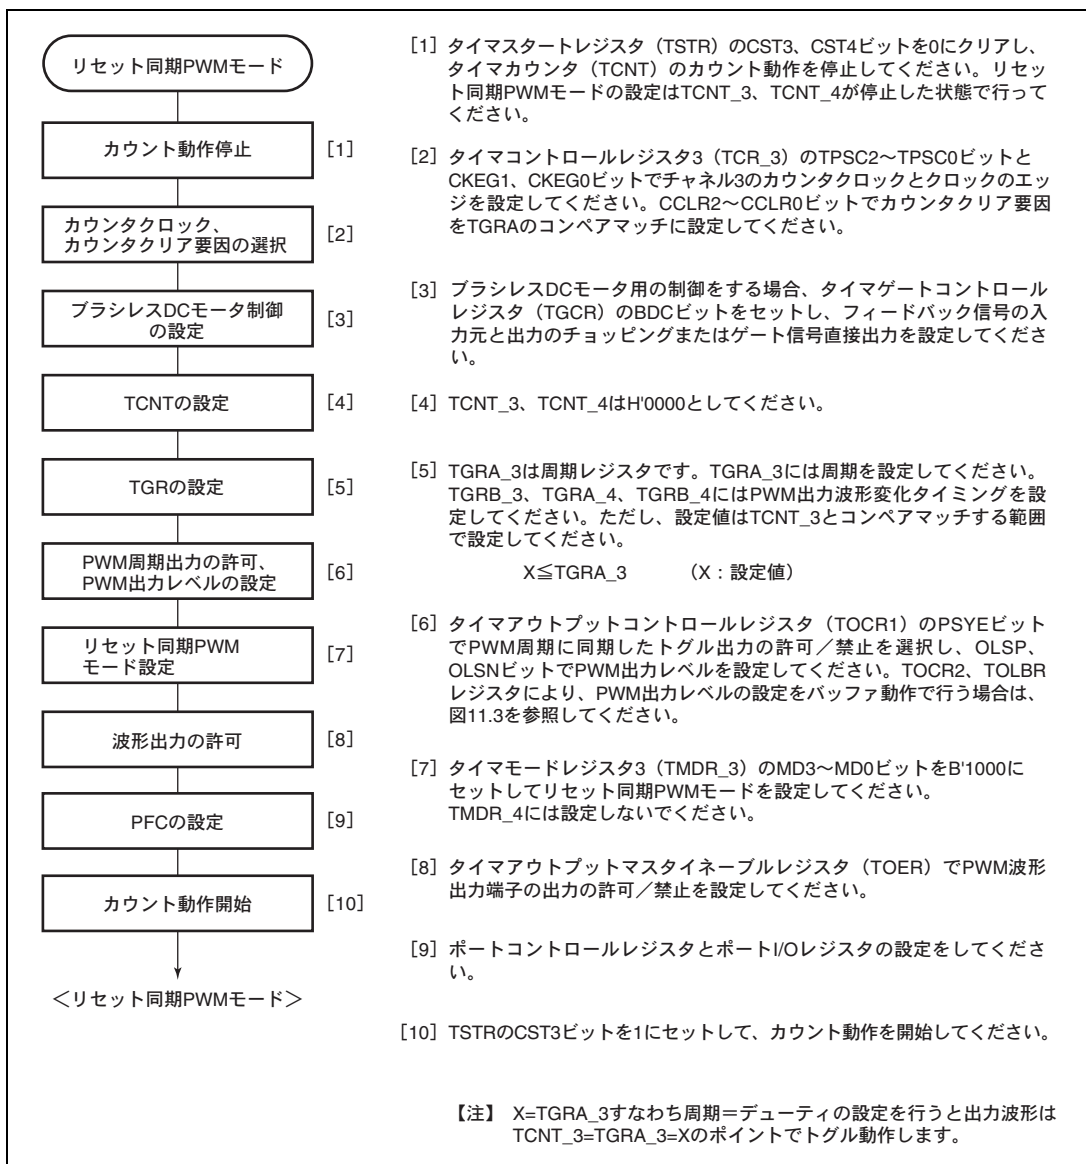 リセット同期PWMモード
カウント動作停止
[1]
カウンタクロック、
カウンタクリア要因の選択
[2]
ブラシレスDCモータ制御
の設定
[3]
TCNTの設定
[4]
TGRの設定
[5]
PWM周期出力の許可、
PWM出力レベルの設定
[6]
リセット同期PWM
モード設定
[7]
波形出力の許可
[8]
PFCの設定
[9]
カウント動作開始
[10]
＜リセット同期PWMモード＞
[1] タイマスタートレジスタ（TSTR）のCST3、CST4ビットを0にクリアし、
タイマカウンタ（TCNT）のカウント動作を停止してください。リセッ
ト同期PWMモードの設定はTCNT_3、TCNT_4が停止した状態で行って
ください。
[2] タイマコントロールレジスタ3（TCR_3）のTPSC2～TPSC0ビットと
CKEG1、CKEG0ビットでチャネル3のカウンタクロックとクロックのエッ
ジを設定してください。CCLR2～CCLR0ビットでカウンタクリア要因
をTGRAのコンペアマッチに設定してください。
[3] ブラシレスDCモータ用の制御をする場合、タイマゲートコントロール
レジスタ（TGCR）のBDCビットをセットし、フィードバック信号の入
力元と出力のチョッピングまたはゲート信号直接出力を設定してくださ
い。
[4] TCNT_3、TCNT_4はH'0000としてください。
[5] TGRA_3は周期レジスタです。TGRA_3には周期を設定してください。
TGRB_3、TGRA_4、TGRB_4にはPWM出力波形変化タイミングを設
定してください。ただし、設定値はTCNT_3とコンペアマッチする範囲
で設定してください。
X≦TGRA_3 （X：設定値）
[6] タイマアウトプットコントロールレジスタ（TOCR1）のPSYEビット
でPWM周期に同期したトグル出力の許可／禁止を選択し、OLSP、
OLSNビットでPWM出力レベルを設定してください。TOCR2、TOLBR
レジスタにより、PWM出力レベルの設定をバッファ動作で行う場合は、
図11.3を参照してください。
[7] タイマモードレジスタ3（TMDR_3）のMD3～MD0ビットをB'1000に
セットしてリセット同期PWMモードを設定してください。
TMDR_4には設定しないでください。
[8] タイマアウトプットマスタイネーブルレジスタ（TOER）でPWM波形
出力端子の出力の許可／禁止を設定してください。
[9] ポートコントロールレジスタとポートI/Oレジスタの設定をしてくださ
い。
[10] TSTRのCST3ビットを1にセットして、カウント動作を開始してください。
【注】 X=TGRA_3すなわち周期＝デューティの設定を行うと出力波形は
TCNT_3=TGRA_3=Xのポイントでトグル動作します。